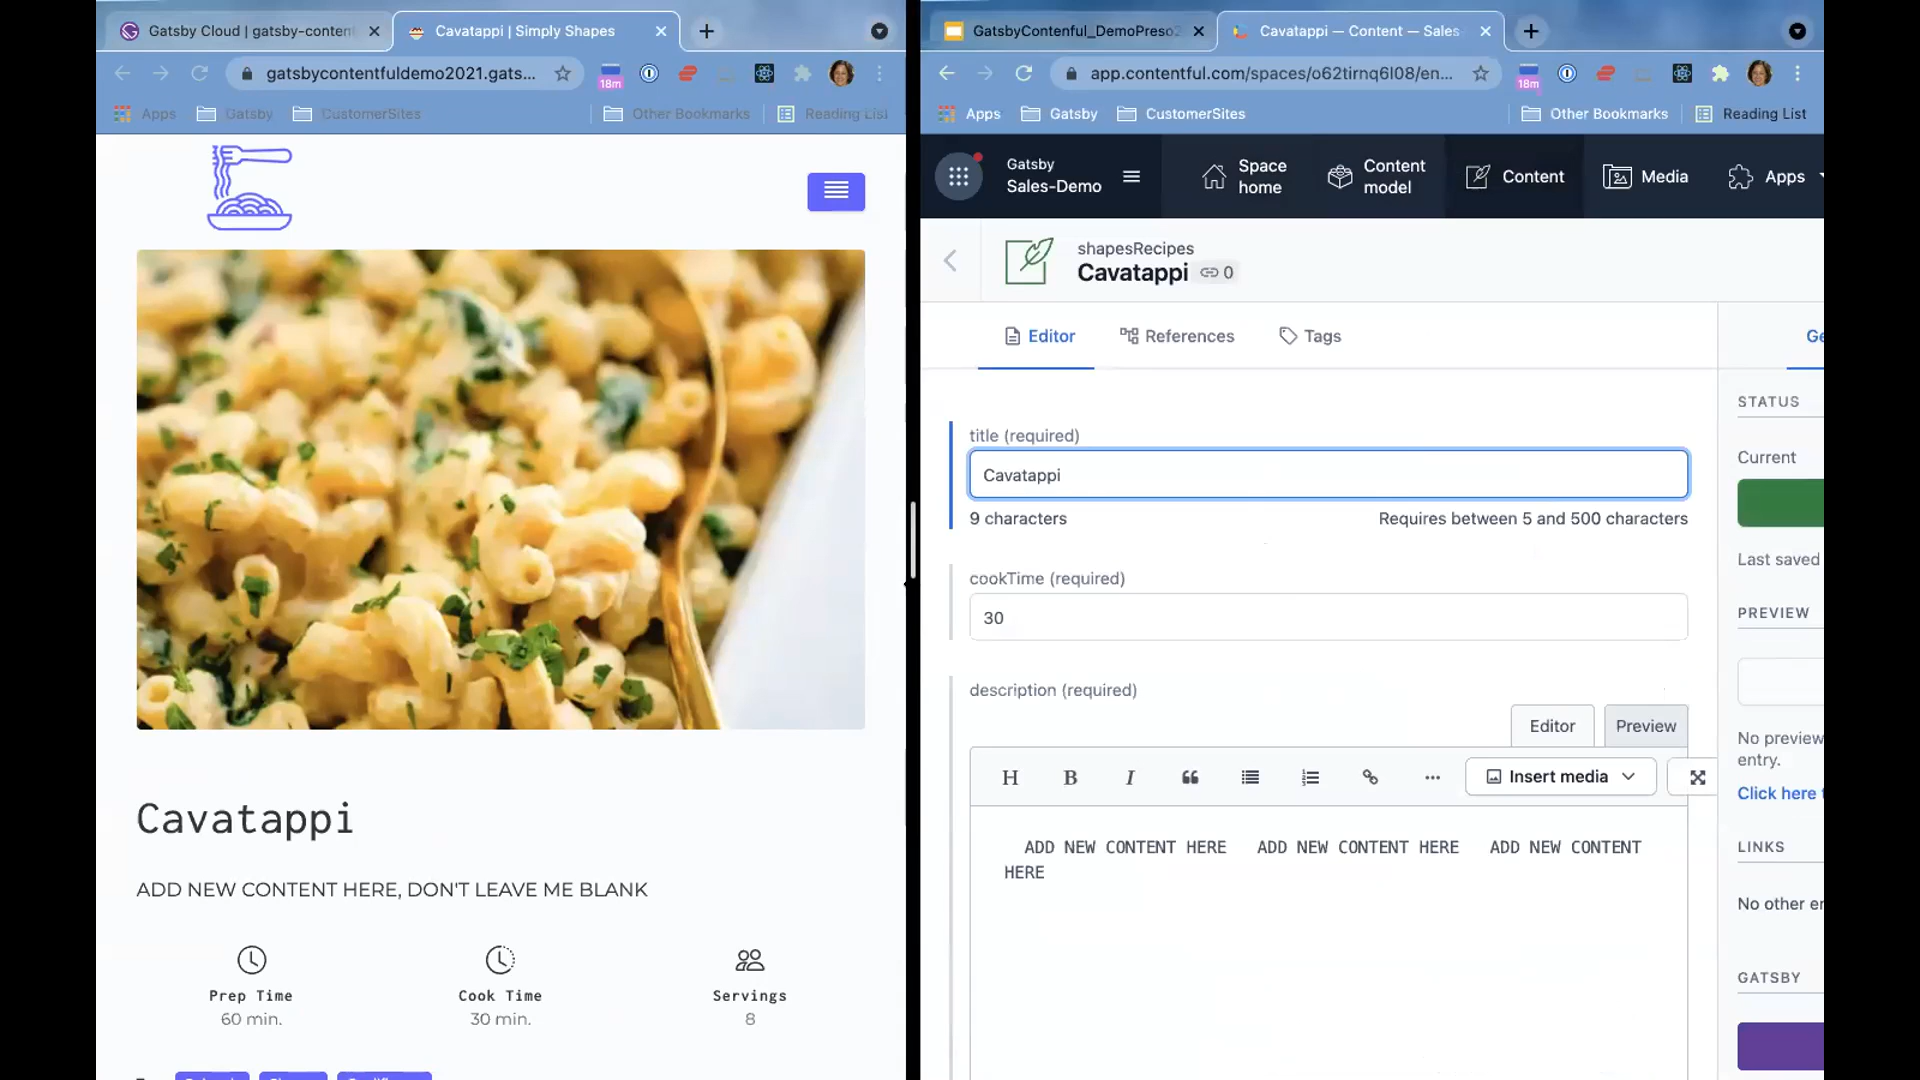 Gatsby Cloud | gatsby-conten
Cavatappi | Simply Shapes
gatsbycontentfuldemo2021.gats...
18m
Apps
Gatsby
CustomerSites
Other Bookmarks
Reading List
Cavatappi
ADD NEW CONTENT HERE, DON'T LEAVE ME BLANK
Prep Time
Cook Time
Servings
60 min.
30 min.
8
GatsbyContentful_DemoPreso2
Cavatappi — Content — Sales
app.contentful.com/spaces/o62tirnq6l08/en...
18m
Apps
Gatsby
CustomerSites
Other Bookmarks
Reading List
Gatsby
Sales-Demo
Space
home
Content
model
Content
Media
Apps
shapesRecipes
Cavatappi
0
Editor
References
Tags
Ge
title (required)
Cavatappi
9 characters
Requires between 5 and 500 characters
cookTime (required)
30
description (required)
Editor
Preview
H
B
I
Insert media
ADD NEW CONTENT HERE ADD NEW CONTENT HERE ADD NEW CONTENT
HERE
STATUS
Current
Last saved
PREVIEW
No preview
entry.
Click here
LINKS
No other en
GATSBY